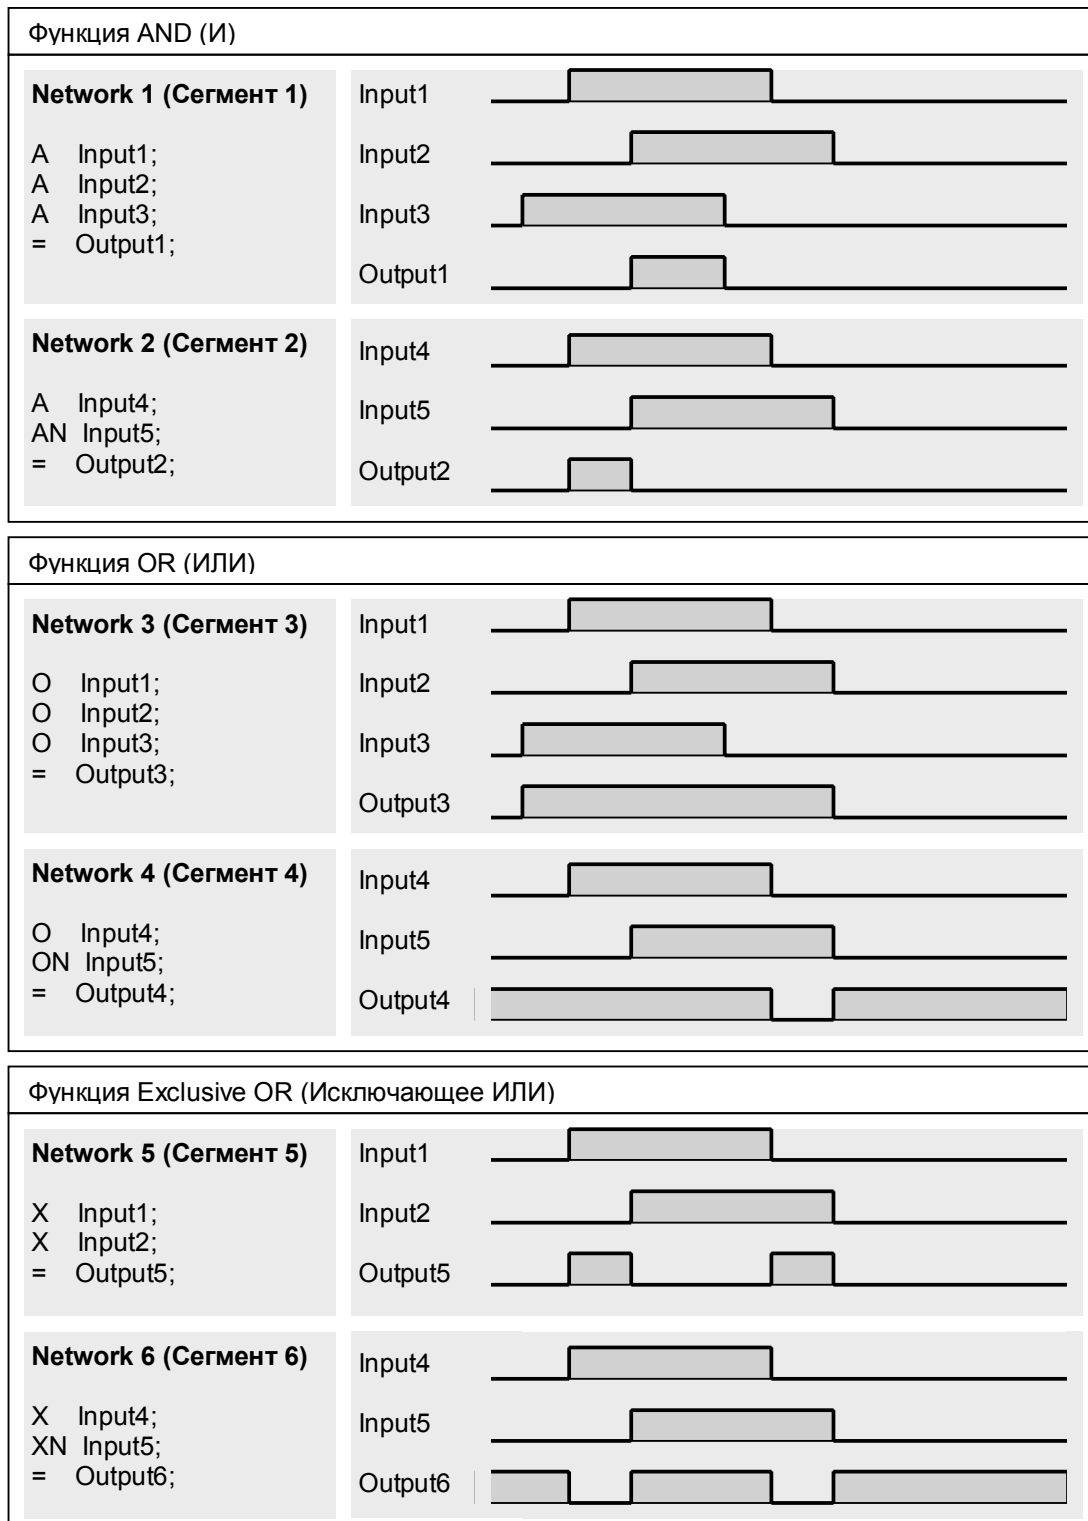 Функция AND (И)
Network 1 (Сегмент 1)
A Input1;
A Input2;
A Input3;
= Output1;
Input1
Input2
Input3
Output1
Network 2 (Сегмент 2)
A Input4;
AN Input5;
= Output2;
Input4
Input5
Output2
Функция OR (ИЛИ)
Network 3 (Сегмент 3)
O Input1;
O Input2;
O Input3;
= Output3;
Input1
Input2
Input3
Output3
Network 4 (Сегмент 4)
O Input4;
ON Input5;
= Output4;
Input4
Input5
Output4
Функция Exclusive OR (Исключающее ИЛИ)
Network 5 (Сегмент 5)
X Input1;
X Input2;
= Output5;
Input1
Input2
Output5
Network 6 (Сегмент 6)
X Input4;
XN Input5;
= Output6;
Input4
Input5
Output6